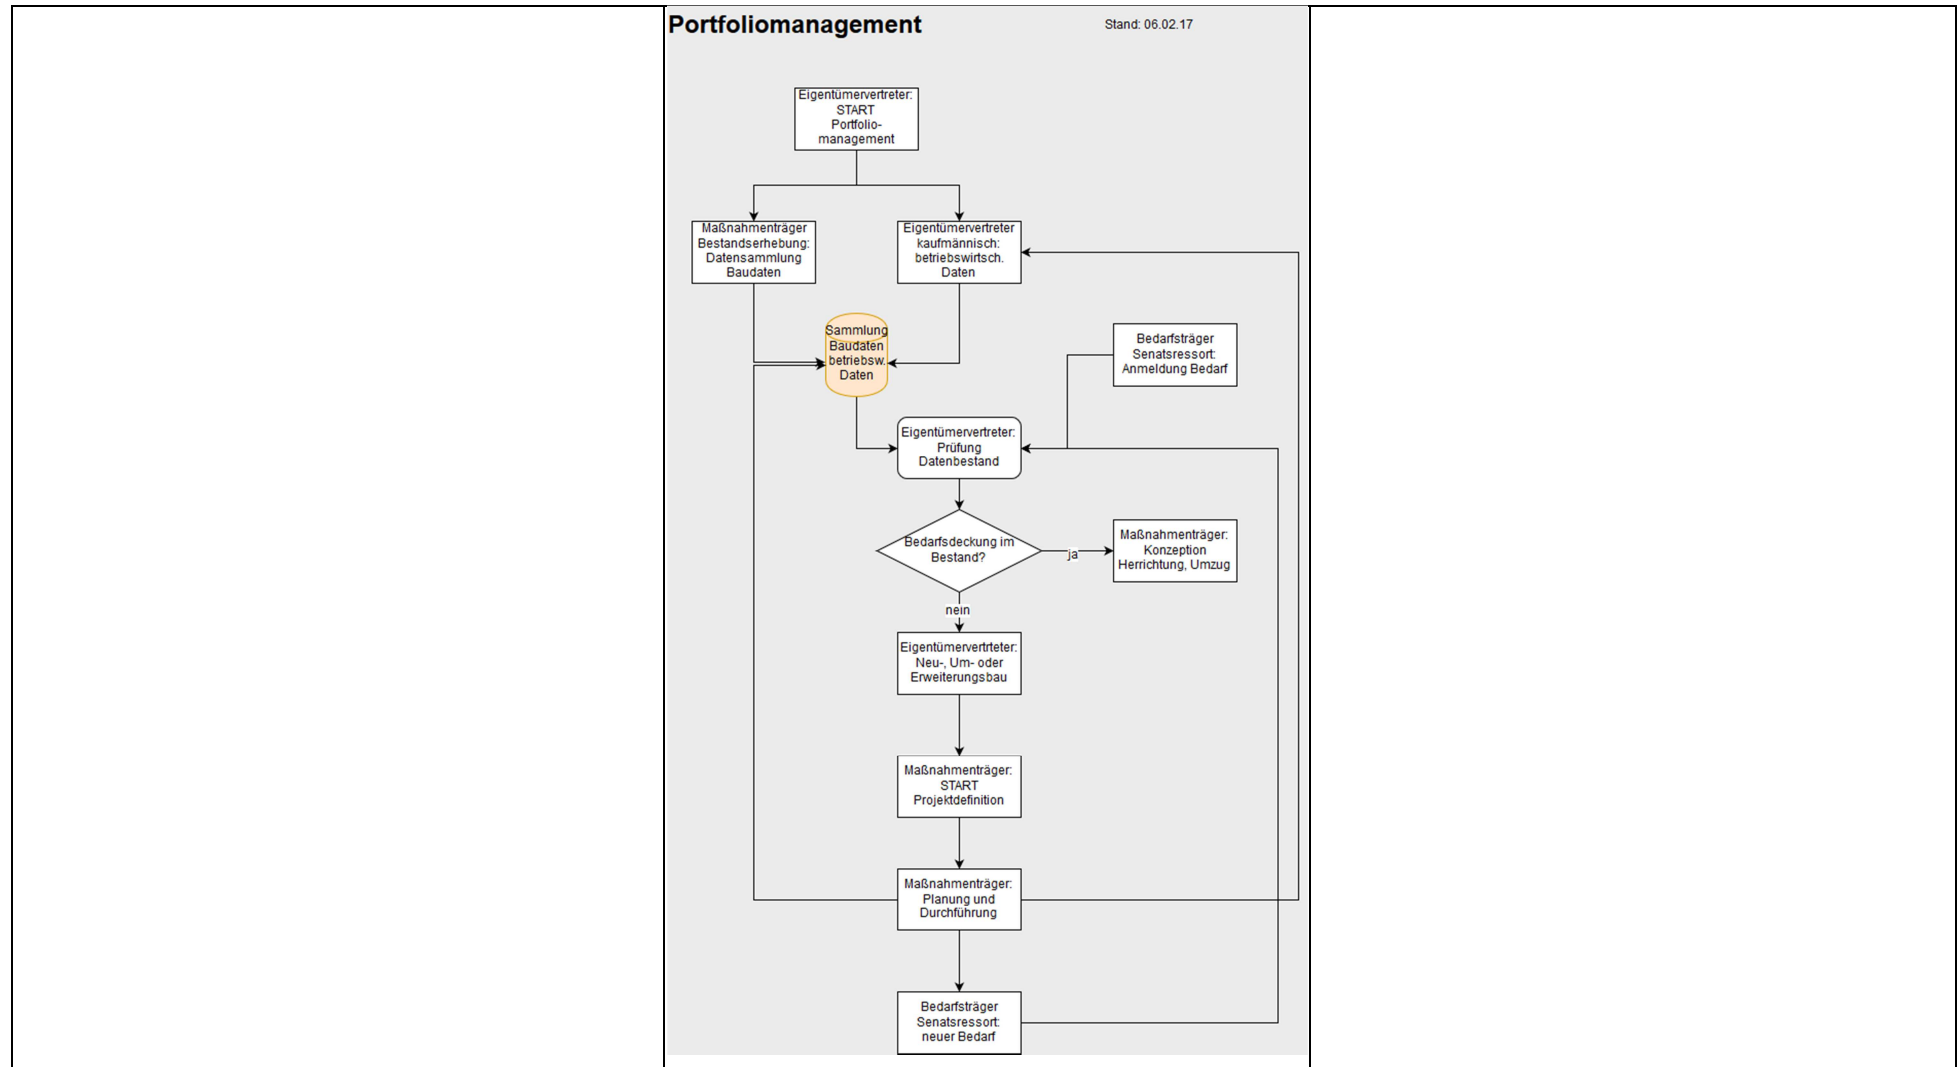 Portfoliomanagement
Stand: 06.02.17
Eigentümervertreter:
START
Portfolio-
management
Maßnahmenträger
Bestandserhebung:
Datensammlung
Baudaten
Eigentümervertreter
kaufmännisch:
betriebswirtsch.
Daten
Sammlung
Baudaten
betriebsw.
Daten
Bedarfsträger
Senatsressort:
Anmeldung Bedarf
Eigentümervertreter:
Prüfung
Datenbestand
Bedarfsdeckung im
Bestand?
ja
Maßnahmenträger:
Konzeption
Herrichtung, Umzug
nein
Eigentümervertrteter:
Neu-, Um- oder
Erweiterungsbau
Maßnahmenträger:
START
Projektdefinition
Maßnahmenträger:
Planung und
Durchführung
Bedarfsträger
Senatsressort:
neuer Bedarf